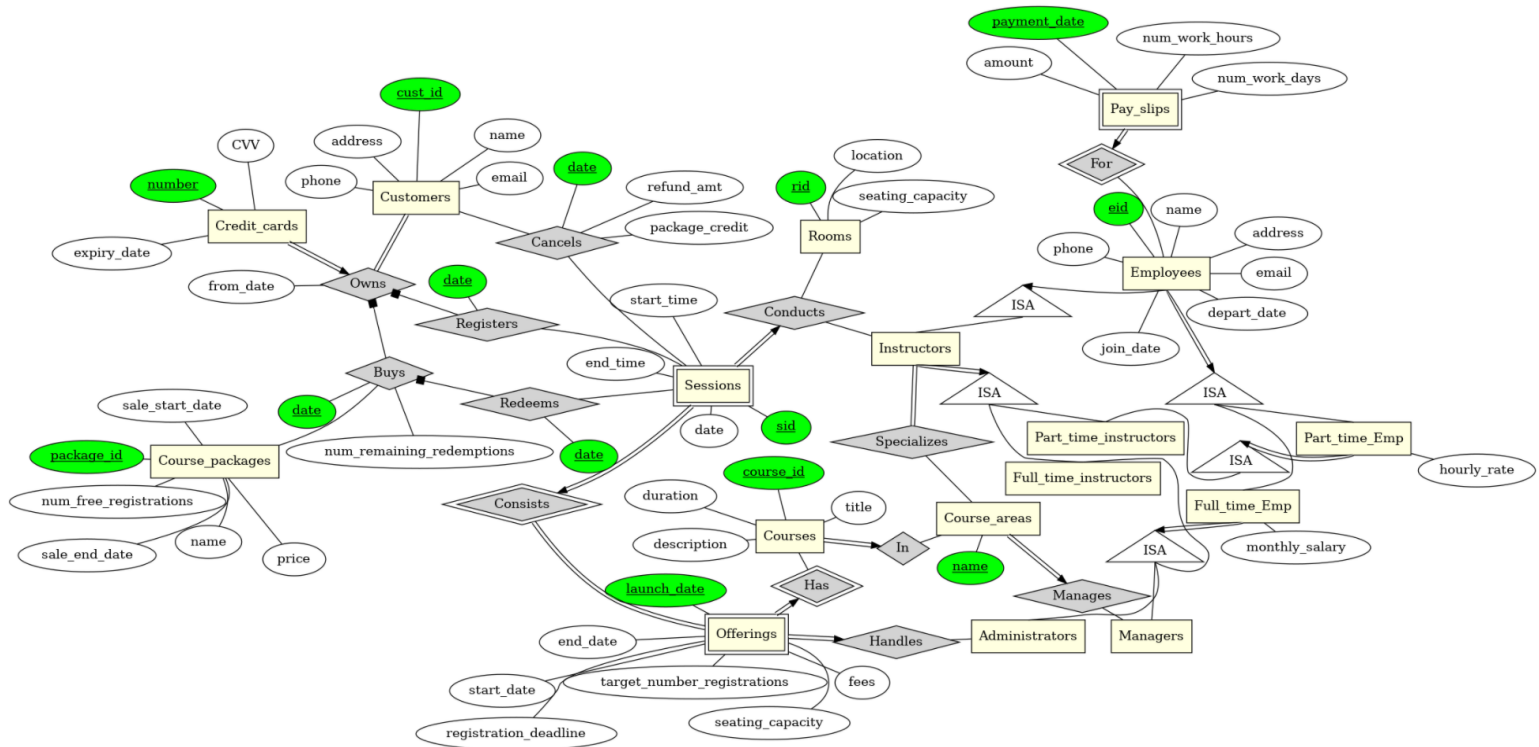 payment_date
num_work_hours
amount
num_work_days
Pay_slips
cust_id
address
name
CVV
date
location
For
phone
email
refund_amt
number
Customers
rid
seating_capacity
eid
name
Credit_cards
package_credit
address
expiry_date
Cancels
Rooms
phone
Employees
email
from_date
Owns
date
start_time
ISA
depart_date
Registers
Conducts
join_date
Instructors
end_time
Buys
Sessions
ISA
ISA
sale_start_date
date
Redeems
date
sid
Specializes
Part_time_instructors
Part_time_Emp
package_id
Course_packages
num_remaining_redemptions
date
course_id
ISA
hourly_rate
num_free_registrations
Consists
duration
title
Full_time_instructors
Full_time_Emp
sale_end_date
name
price
description
Courses
In
Course_areas
name
ISA
monthly_salary
launch_date
Has
Manages
end_date
Offerings
Handles
Administrators
Managers
start_date
target_number_registrations
fees
registration_deadline
seating_capacity